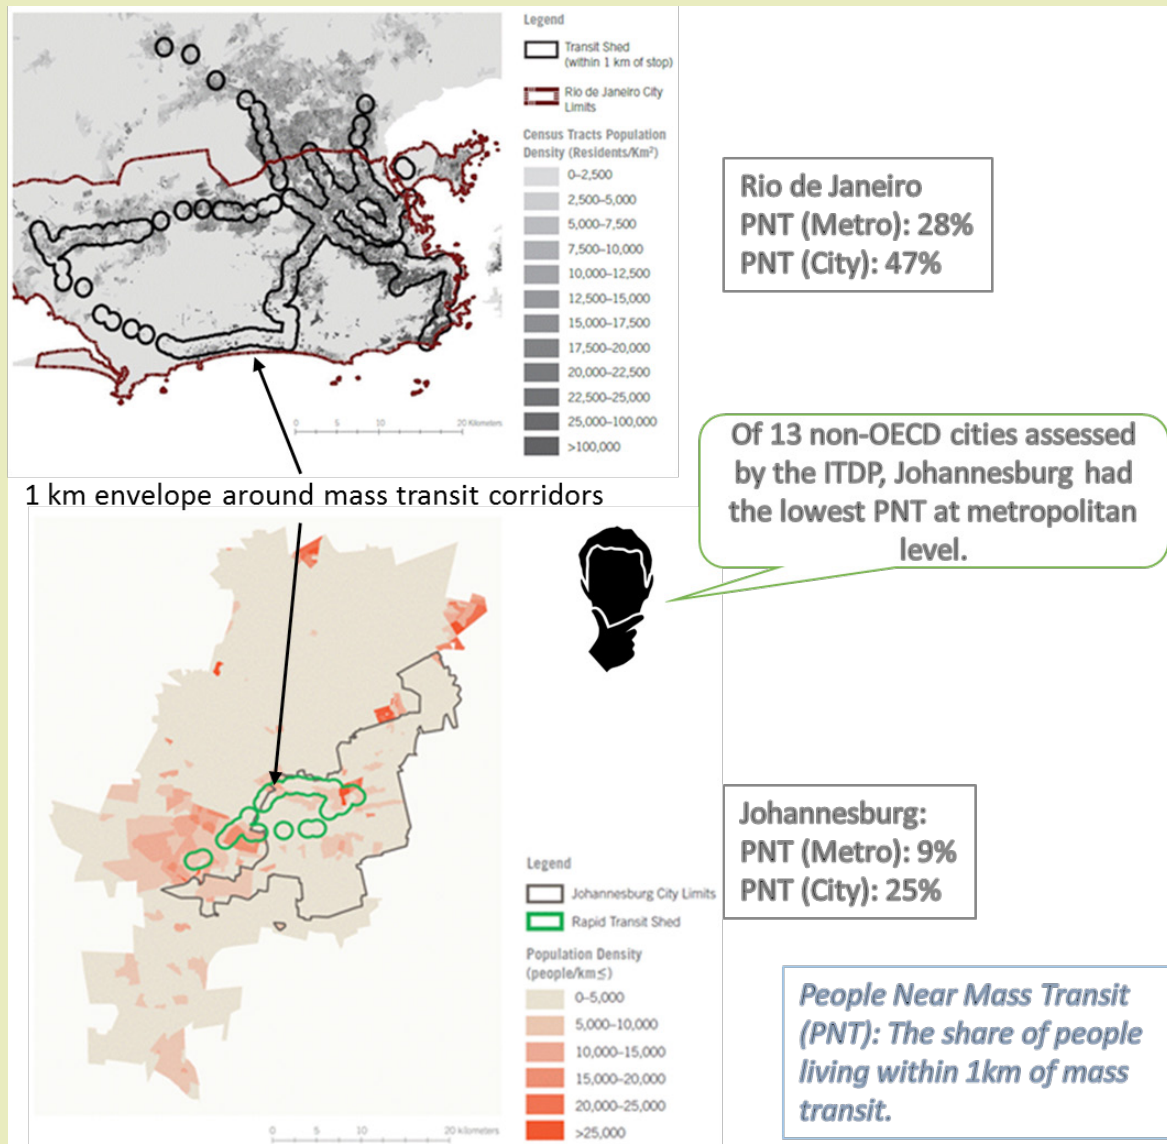 Legend
Transit Shed
(within 1 km of stop)
Rio de Janeiro City
Limits
Census Tracts Population
Density (Residents/Km²)
0–2,500
2,500–5,000
5,000–7,500
7,500–10,000
10,000–12,500
12,500–15,000
15,000–17,500
17,500–20,000
20,000–22,500
22,500–25,000
25,000–100,000
>100,000
0 5 10 20 Kilometers
Rio de Janeiro
PNT (Metro): 28%
PNT (City): 47%
Of 13 non-OECD cities assessed
by the ITDP, Johannesburg had
the lowest PNT at metropolitan
level.
1 km envelope around mass transit corridors
Johannesburg:
PNT (Metro): 9%
PNT (City): 25%
Legend
Johannesburg City Limits
Rapid Transit Shed
Population Density
(people/km≤)
0–5,000
5,000–10,000
10,000–15,000
15,000–20,000
20,000–25,000
>25,000
0 5 10 20 kilometers
People Near Mass Transit
(PNT): The share of people
living within 1km of mass
transit.